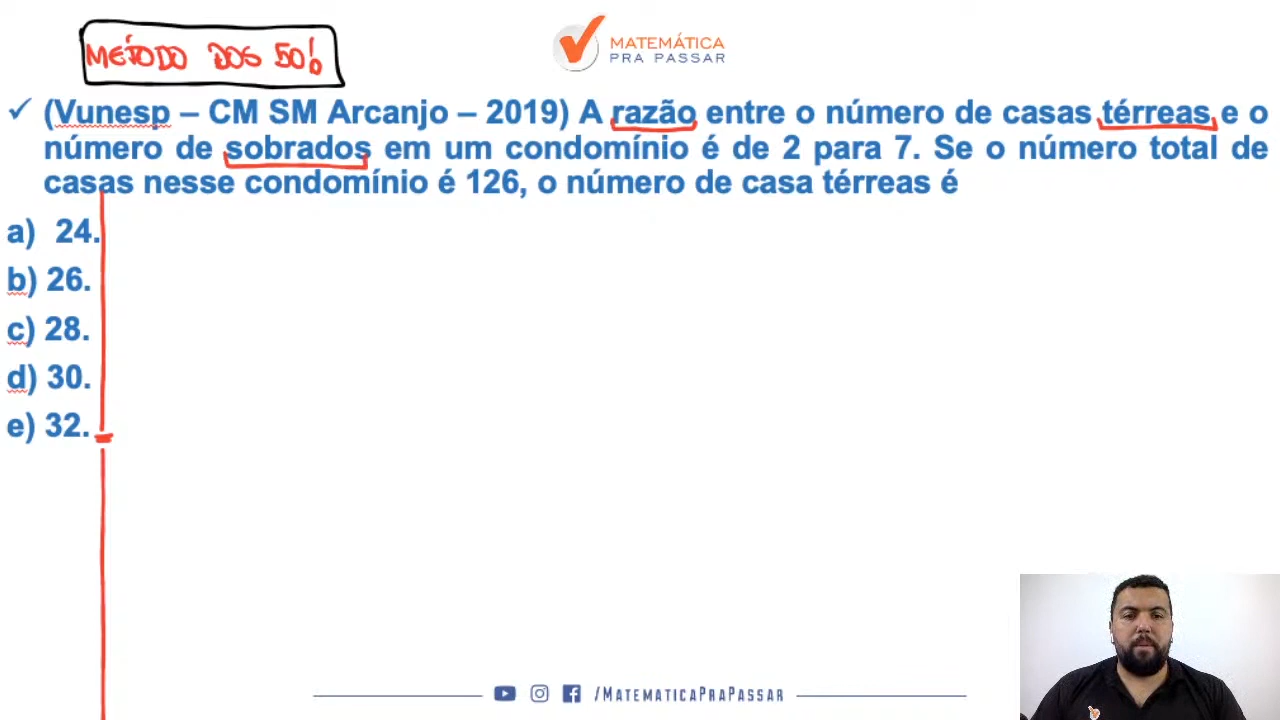 MÉTODO DOS 50!
MATEMÁTICA
PRA PASSAR
✓ (Vunesp – CM SM Arcanjo – 2019) A razão entre o número de casas térreas e o
número de sobrados em um condomínio é de 2 para 7. Se o número total de
casas nesse condomínio é 126, o número de casa térreas é
a) 24.
b) 26.
c) 28.
d) 30.
e) 32.
/MATEMATICAPRAPASSAR